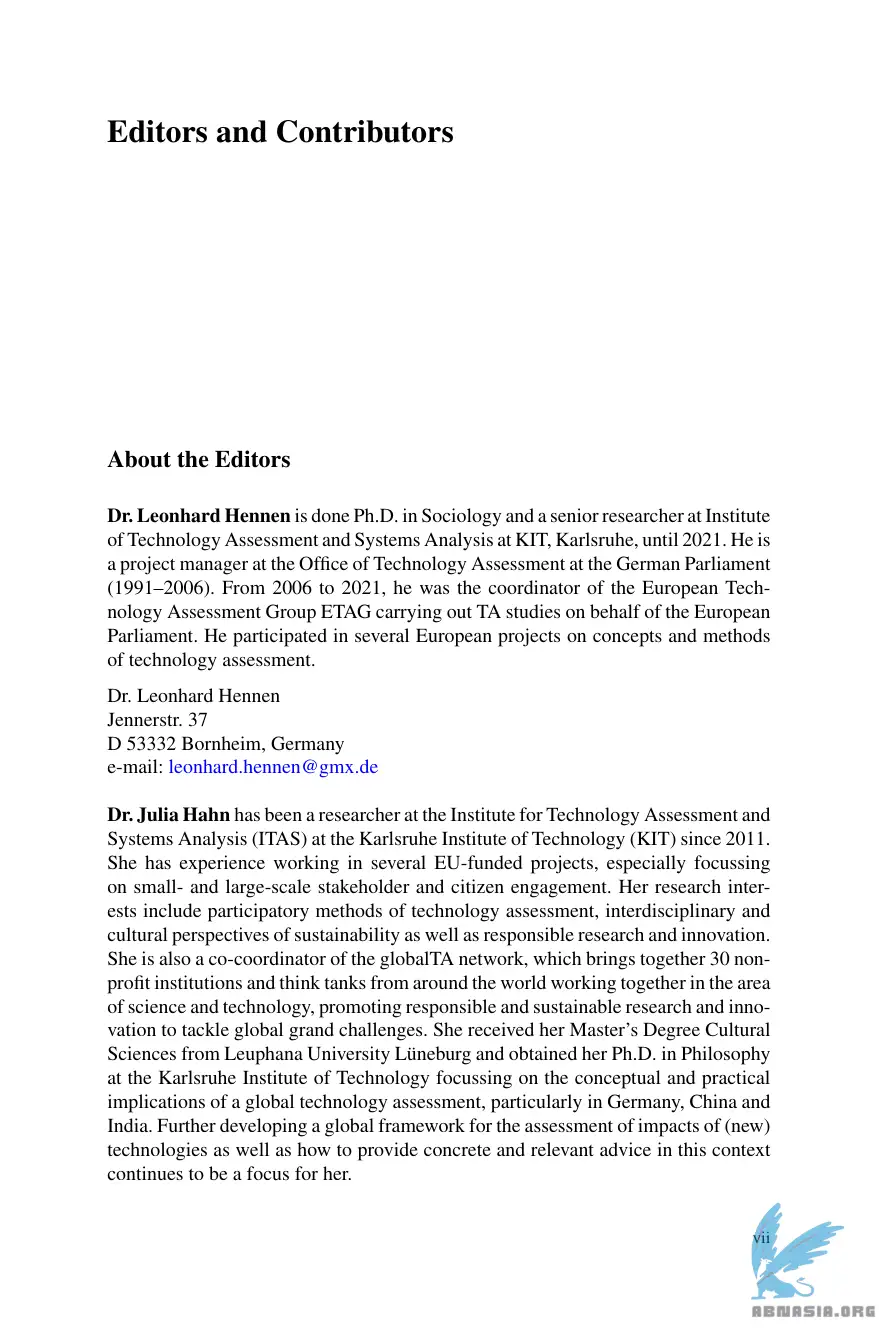 Editors and Contributors
About the Editors
Dr. Leonhard Hennen is done Ph.D. in Sociology and a senior researcher at Institute
of Technology Assessment and Systems Analysis at KIT, Karlsruhe, until 2021. He is
a project manager at the Office of Technology Assessment at the German Parliament
(1991–2006). From 2006 to 2021, he was the coordinator of the European Tech-
nology Assessment Group ETAG carrying out TA studies on behalf of the European
Parliament. He participated in several European projects on concepts and methods
of technology assessment.
Dr. Leonhard Hennen
Jennerstr. 37
D 53332 Bornheim, Germany
e-mail: leonhard.hennen@gmx.de
Dr. Julia Hahn has been a researcher at the Institute for Technology Assessment and
Systems Analysis (ITAS) at the Karlsruhe Institute of Technology (KIT) since 2011.
She has experience working in several EU-funded projects, especially focussing
on small- and large-scale stakeholder and citizen engagement. Her research inter-
ests include participatory methods of technology assessment, interdisciplinary and
cultural perspectives of sustainability as well as responsible research and innovation.
She is also a co-coordinator of the globalTA network, which brings together 30 non-
profit institutions and think tanks from around the world working together in the area
of science and technology, promoting responsible and sustainable research and inno-
vation to tackle global grand challenges. She received her Master's Degree Cultural
Sciences from Leuphana University Lüneburg and obtained her Ph.D. in Philosophy
at the Karlsruhe Institute of Technology focussing on the conceptual and practical
implications of a global technology assessment, particularly in Germany, China and
India. Further developing a global framework for the assessment of impacts of (new)
technologies as well as how to provide concrete and relevant advice in this context
continues to be a focus for her.
vii
ABNASIA.ORG